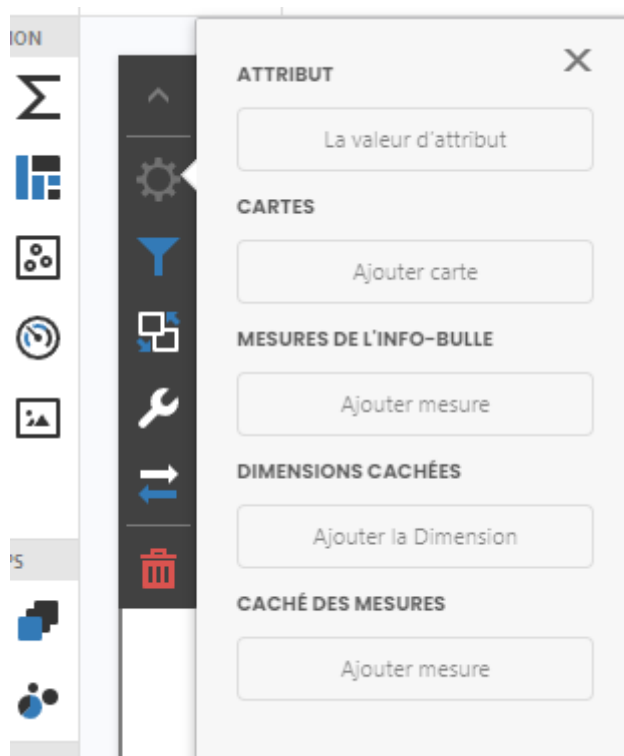 ION
ATTRIBUT
La valeur d'attribut
CARTES
Ajouter carte
MESURES DE L'INFO-BULLE
Ajouter mesure
DIMENSIONS CACHÉES
Ajouter la Dimension
PS
CACHÉ DES MESURES
Ajouter mesure